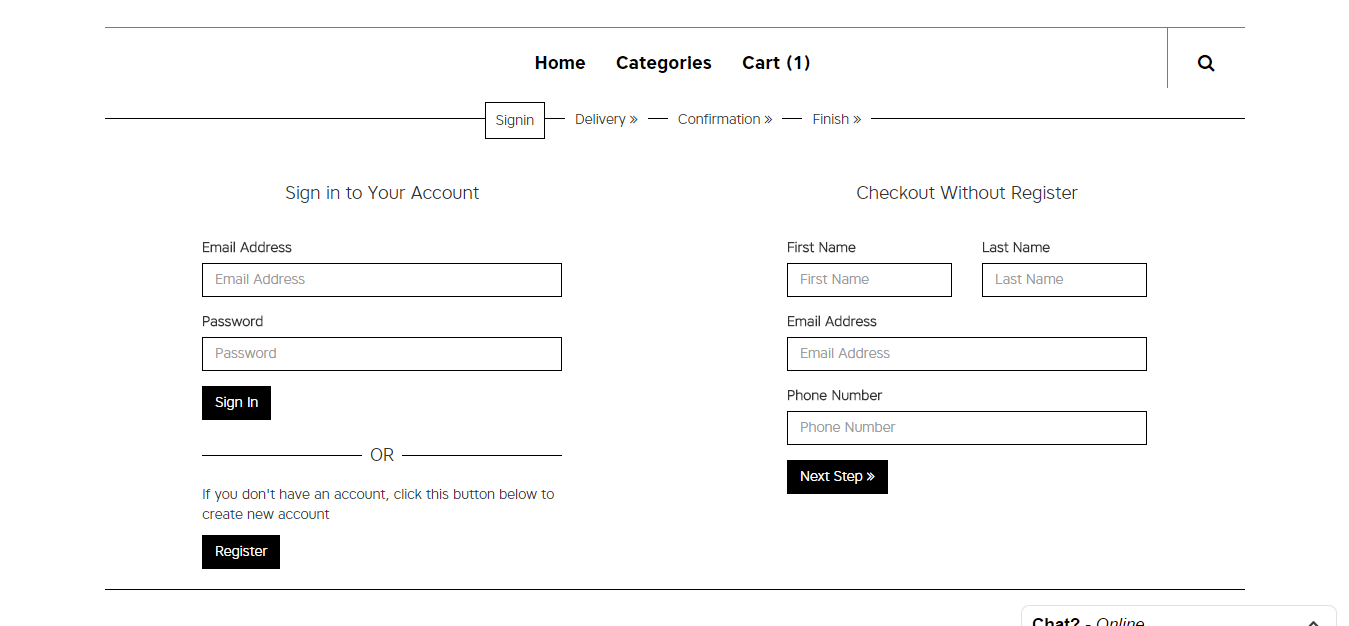 Home Categories Cart (1)
Signin Delivery » Confirmation » Finish »
Sign in to Your Account
Email Address
Email Address
Password
Password
Sign In
OR
If you don't have an account, click this button below to
create new account
Register
Checkout Without Register
First Name Last Name
First Name Last Name
Email Address
Email Address
Phone Number
Phone Number
Next Step »
Chat? - Online